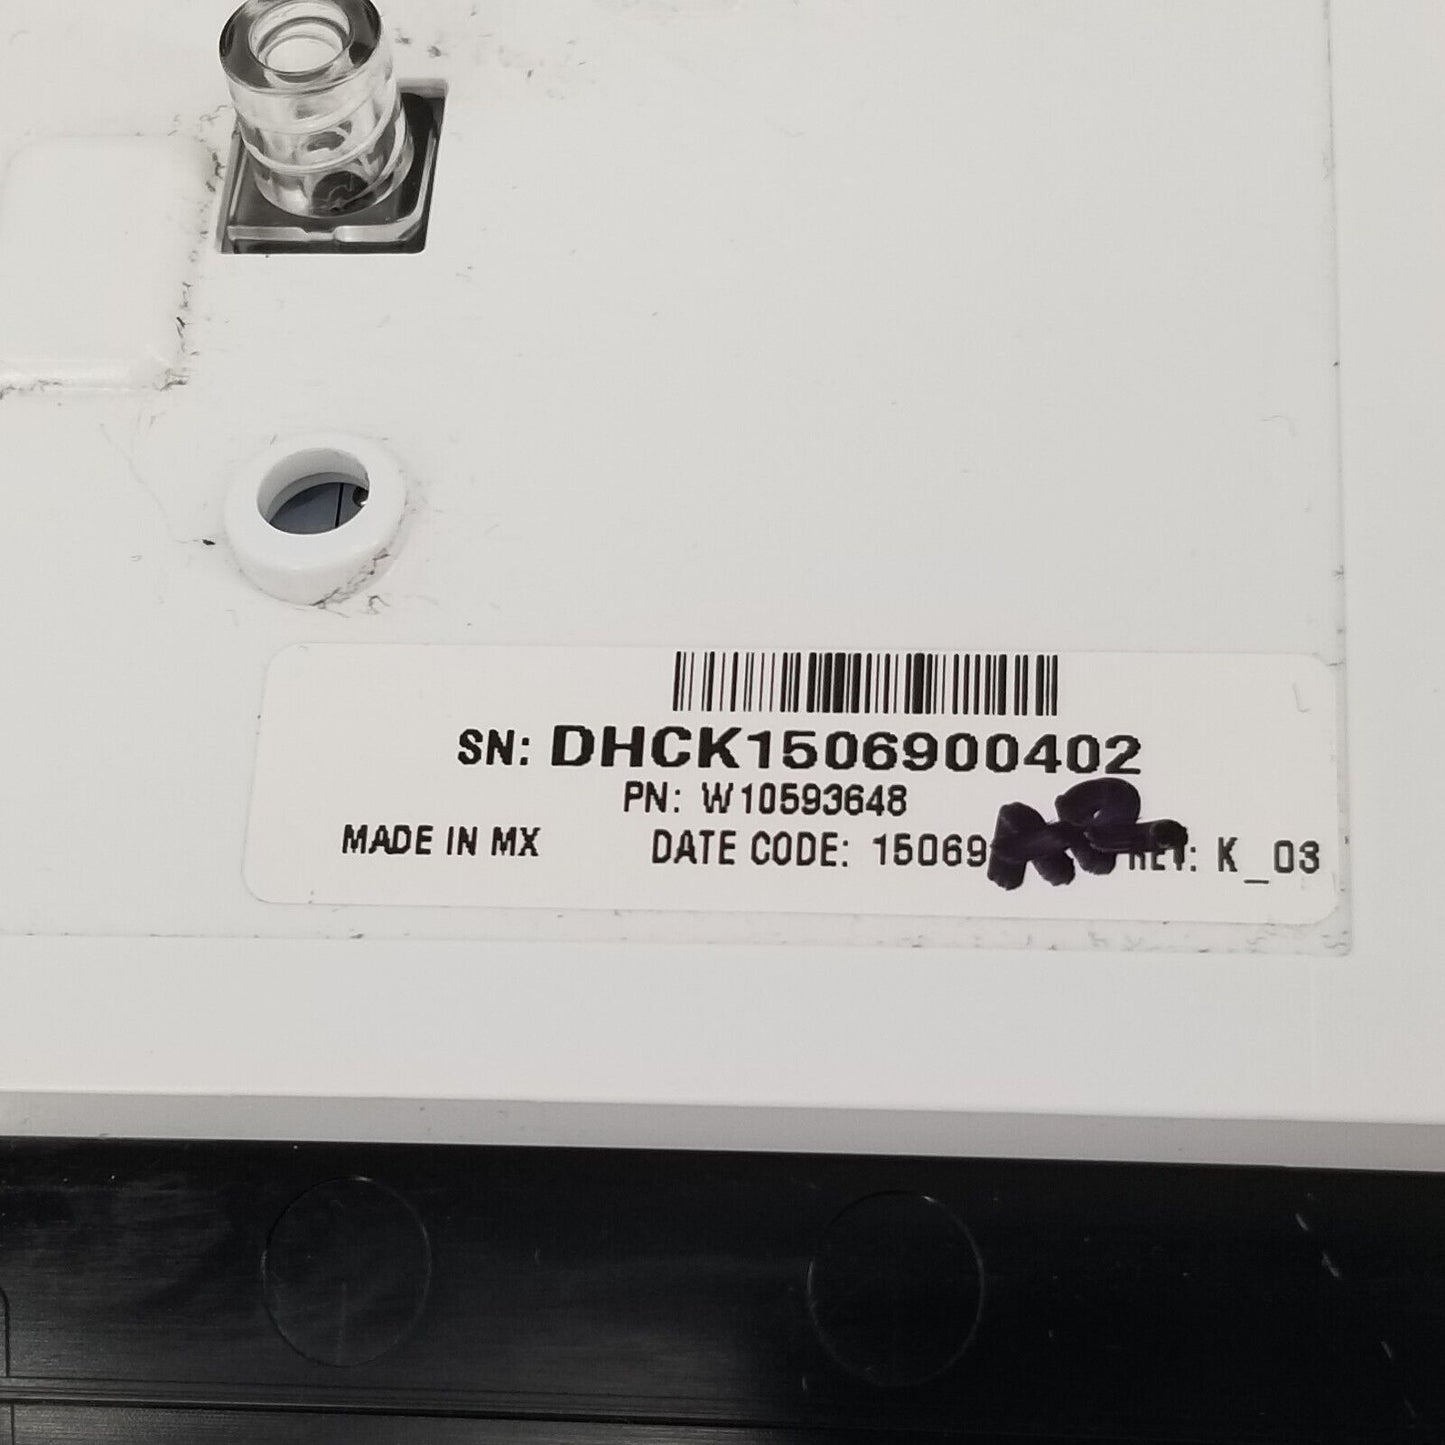 SN: DHCK1506900402
PN: W10593648
MADE IN MX DATE CODE: 15069 K_03